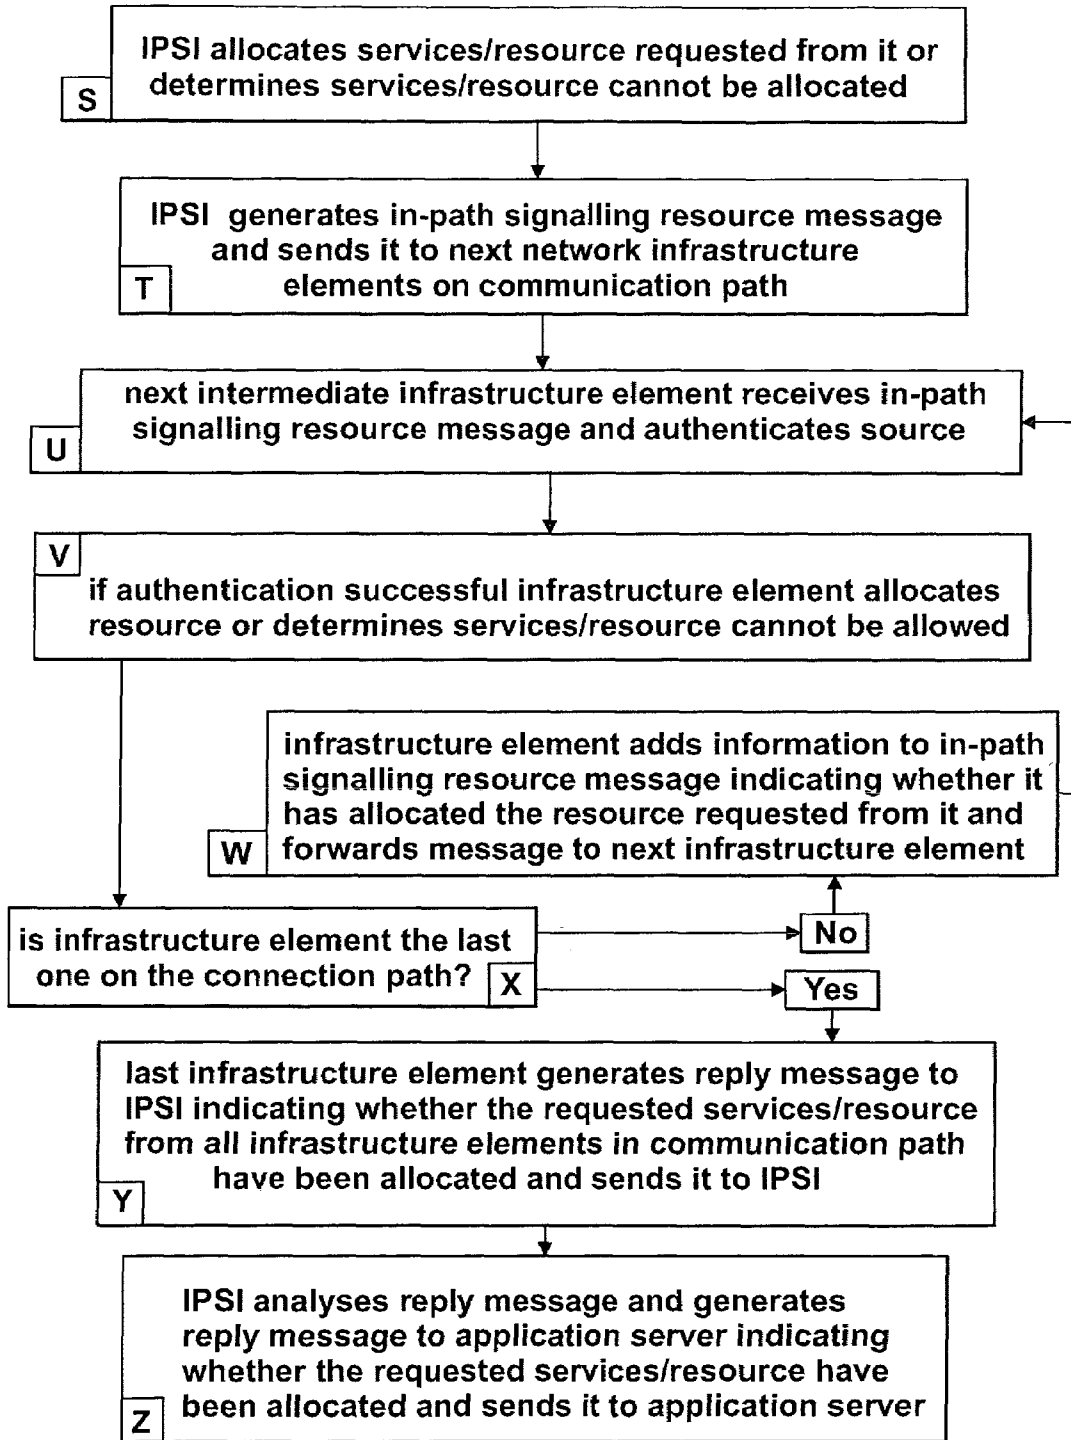 IPSI allocates services/resource requested from it or
determines services/resource cannot be allocated
S
IPSI generates in-path signalling resource message
and sends it to next network infrastructure
elements on communication path
T
next intermediate infrastructure element receives in-path
signalling resource message and authenticates source
U
V
if authentication successful infrastructure element allocates
resource or determines services/resource cannot be allowed
infrastructure element adds information to in-path
signalling resource message indicating whether it
has allocated the resource requested from it and
forwards message to next infrastructure element
W
is infrastructure element the last
one on the connection path?
X
No
Yes
last infrastructure element generates reply message to
IPSI indicating whether the requested services/resource
from all infrastructure elements in communication path
have been allocated and sends it to IPSI
Y
IPSI analyses reply message and generates
reply message to application server indicating
whether the requested services/resource have
been allocated and sends it to application server
Z